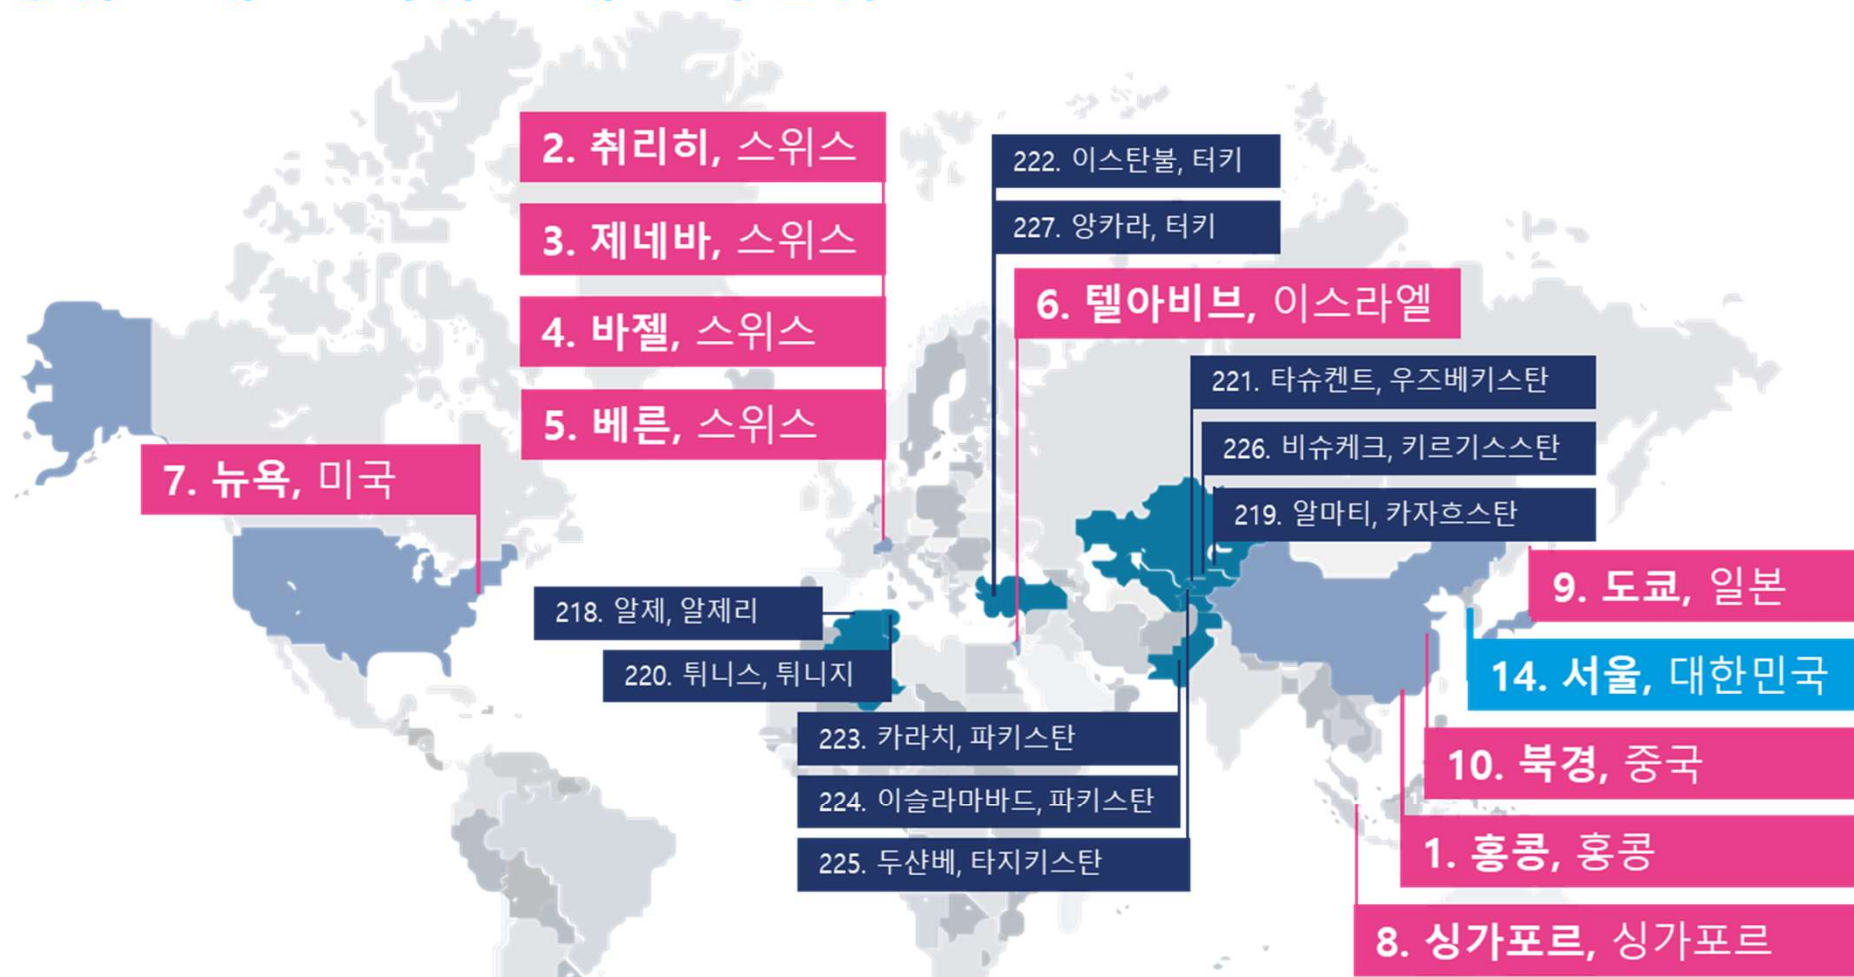 2. 취리히, 스위스
222. 이스탄불, 터키
3. 제네바, 스위스
227. 앙카라, 터키
6. 텔아비브, 이스라엘
4. 바젤, 스위스
221. 타슈켄트, 우즈베키스탄
5. 베른, 스위스
226. 비슈케크, 키르기스스탄
7. 뉴욕, 미국
219. 알마티, 카자흐스탄
9. 도쿄, 일본
218. 알제, 알제리
14. 서울, 대한민국
220. 튀니스, 튀니지
223. 카라치, 파키스탄
10. 북경, 중국
224. 이슬라마바드, 파키스탄
1. 홍콩, 홍콩
225. 두샨베, 타지키스탄
8. 싱가포르, 싱가포르